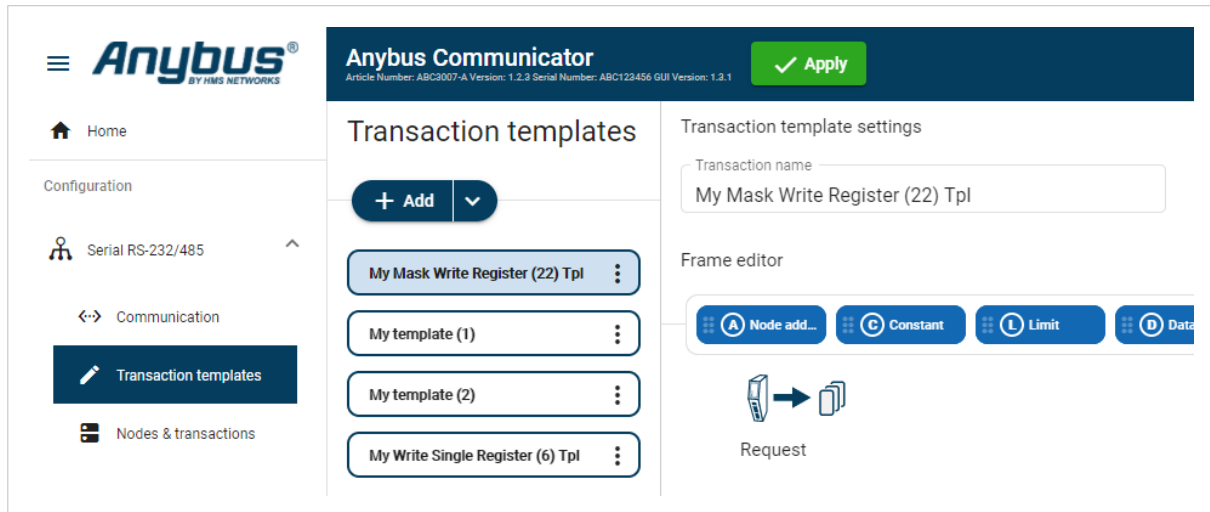 Anybus®
BY HMS NETWORKS
Home
Configuration
Serial RS-232/485
Communication
Transaction templates
Nodes & transactions
Anybus Communicator
Article Number: ABC3007-A Version: 1.2.3 Serial Number: ABC123456 GUI Version: 1.3.1
Apply
Transaction templates
+ Add
My Mask Write Register (22) Tpl
My template (1)
My template (2)
My Write Single Register (6) Tpl
Transaction template settings
Transaction name
My Mask Write Register (22) Tpl
Frame editor
A Node add...
C Constant
L Limit
D Data
Request